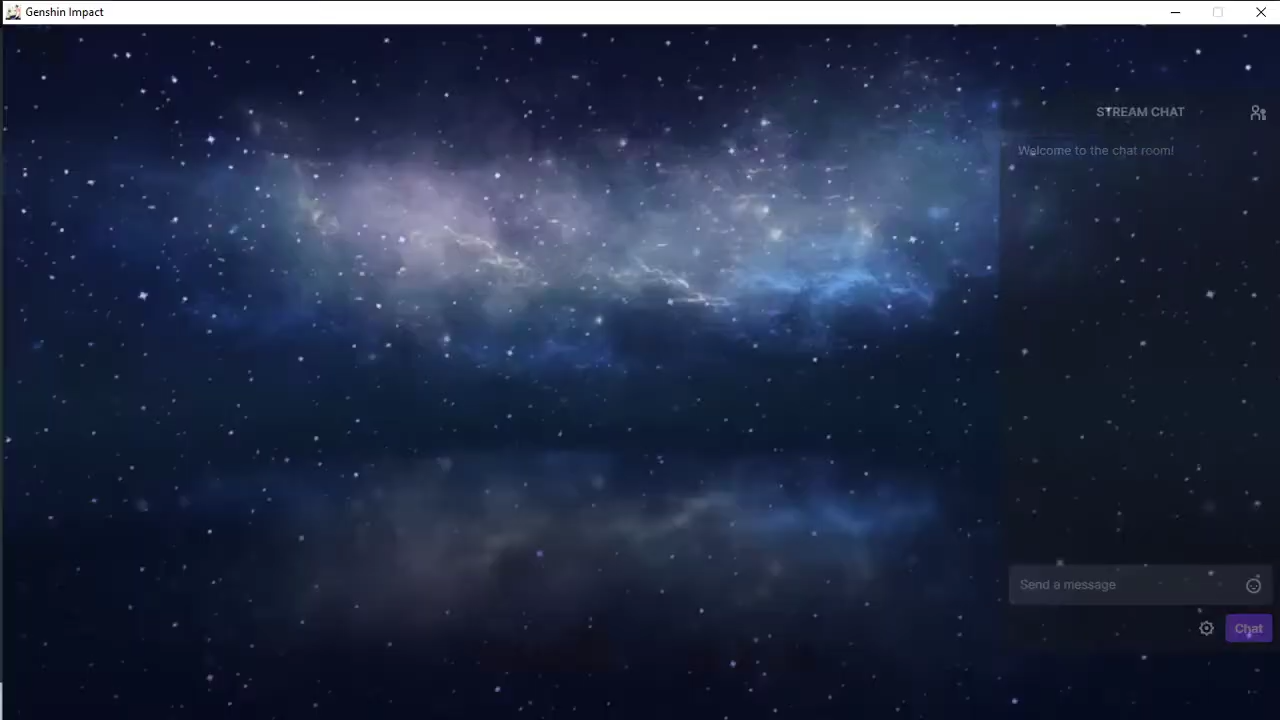 Genshin Impact
STREAM CHAT
Welcome to the chat room!
Send a message
Chat